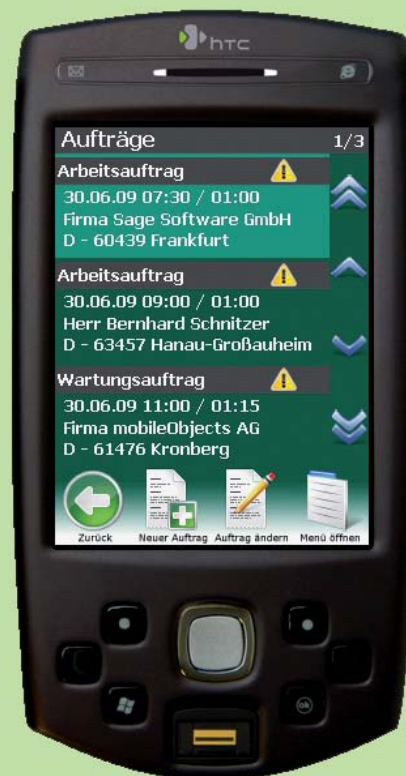 htc
Aufträge 1/3
Arbeitsauftrag
30.06.09 07:30 / 01:00
Firma Sage Software GmbH
D - 60439 Frankfurt
Arbeitsauftrag
30.06.09 09:00 / 01:00
Herr Bernhard Schnitzer
D - 63457 Hanau-Großauheim
Wartungsauftrag
30.06.09 11:00 / 01:15
Firma mobileObjects AG
D - 61476 Kronberg
Zurück Neuer Auftrag Auftrag ändern Menü öffnen
ok